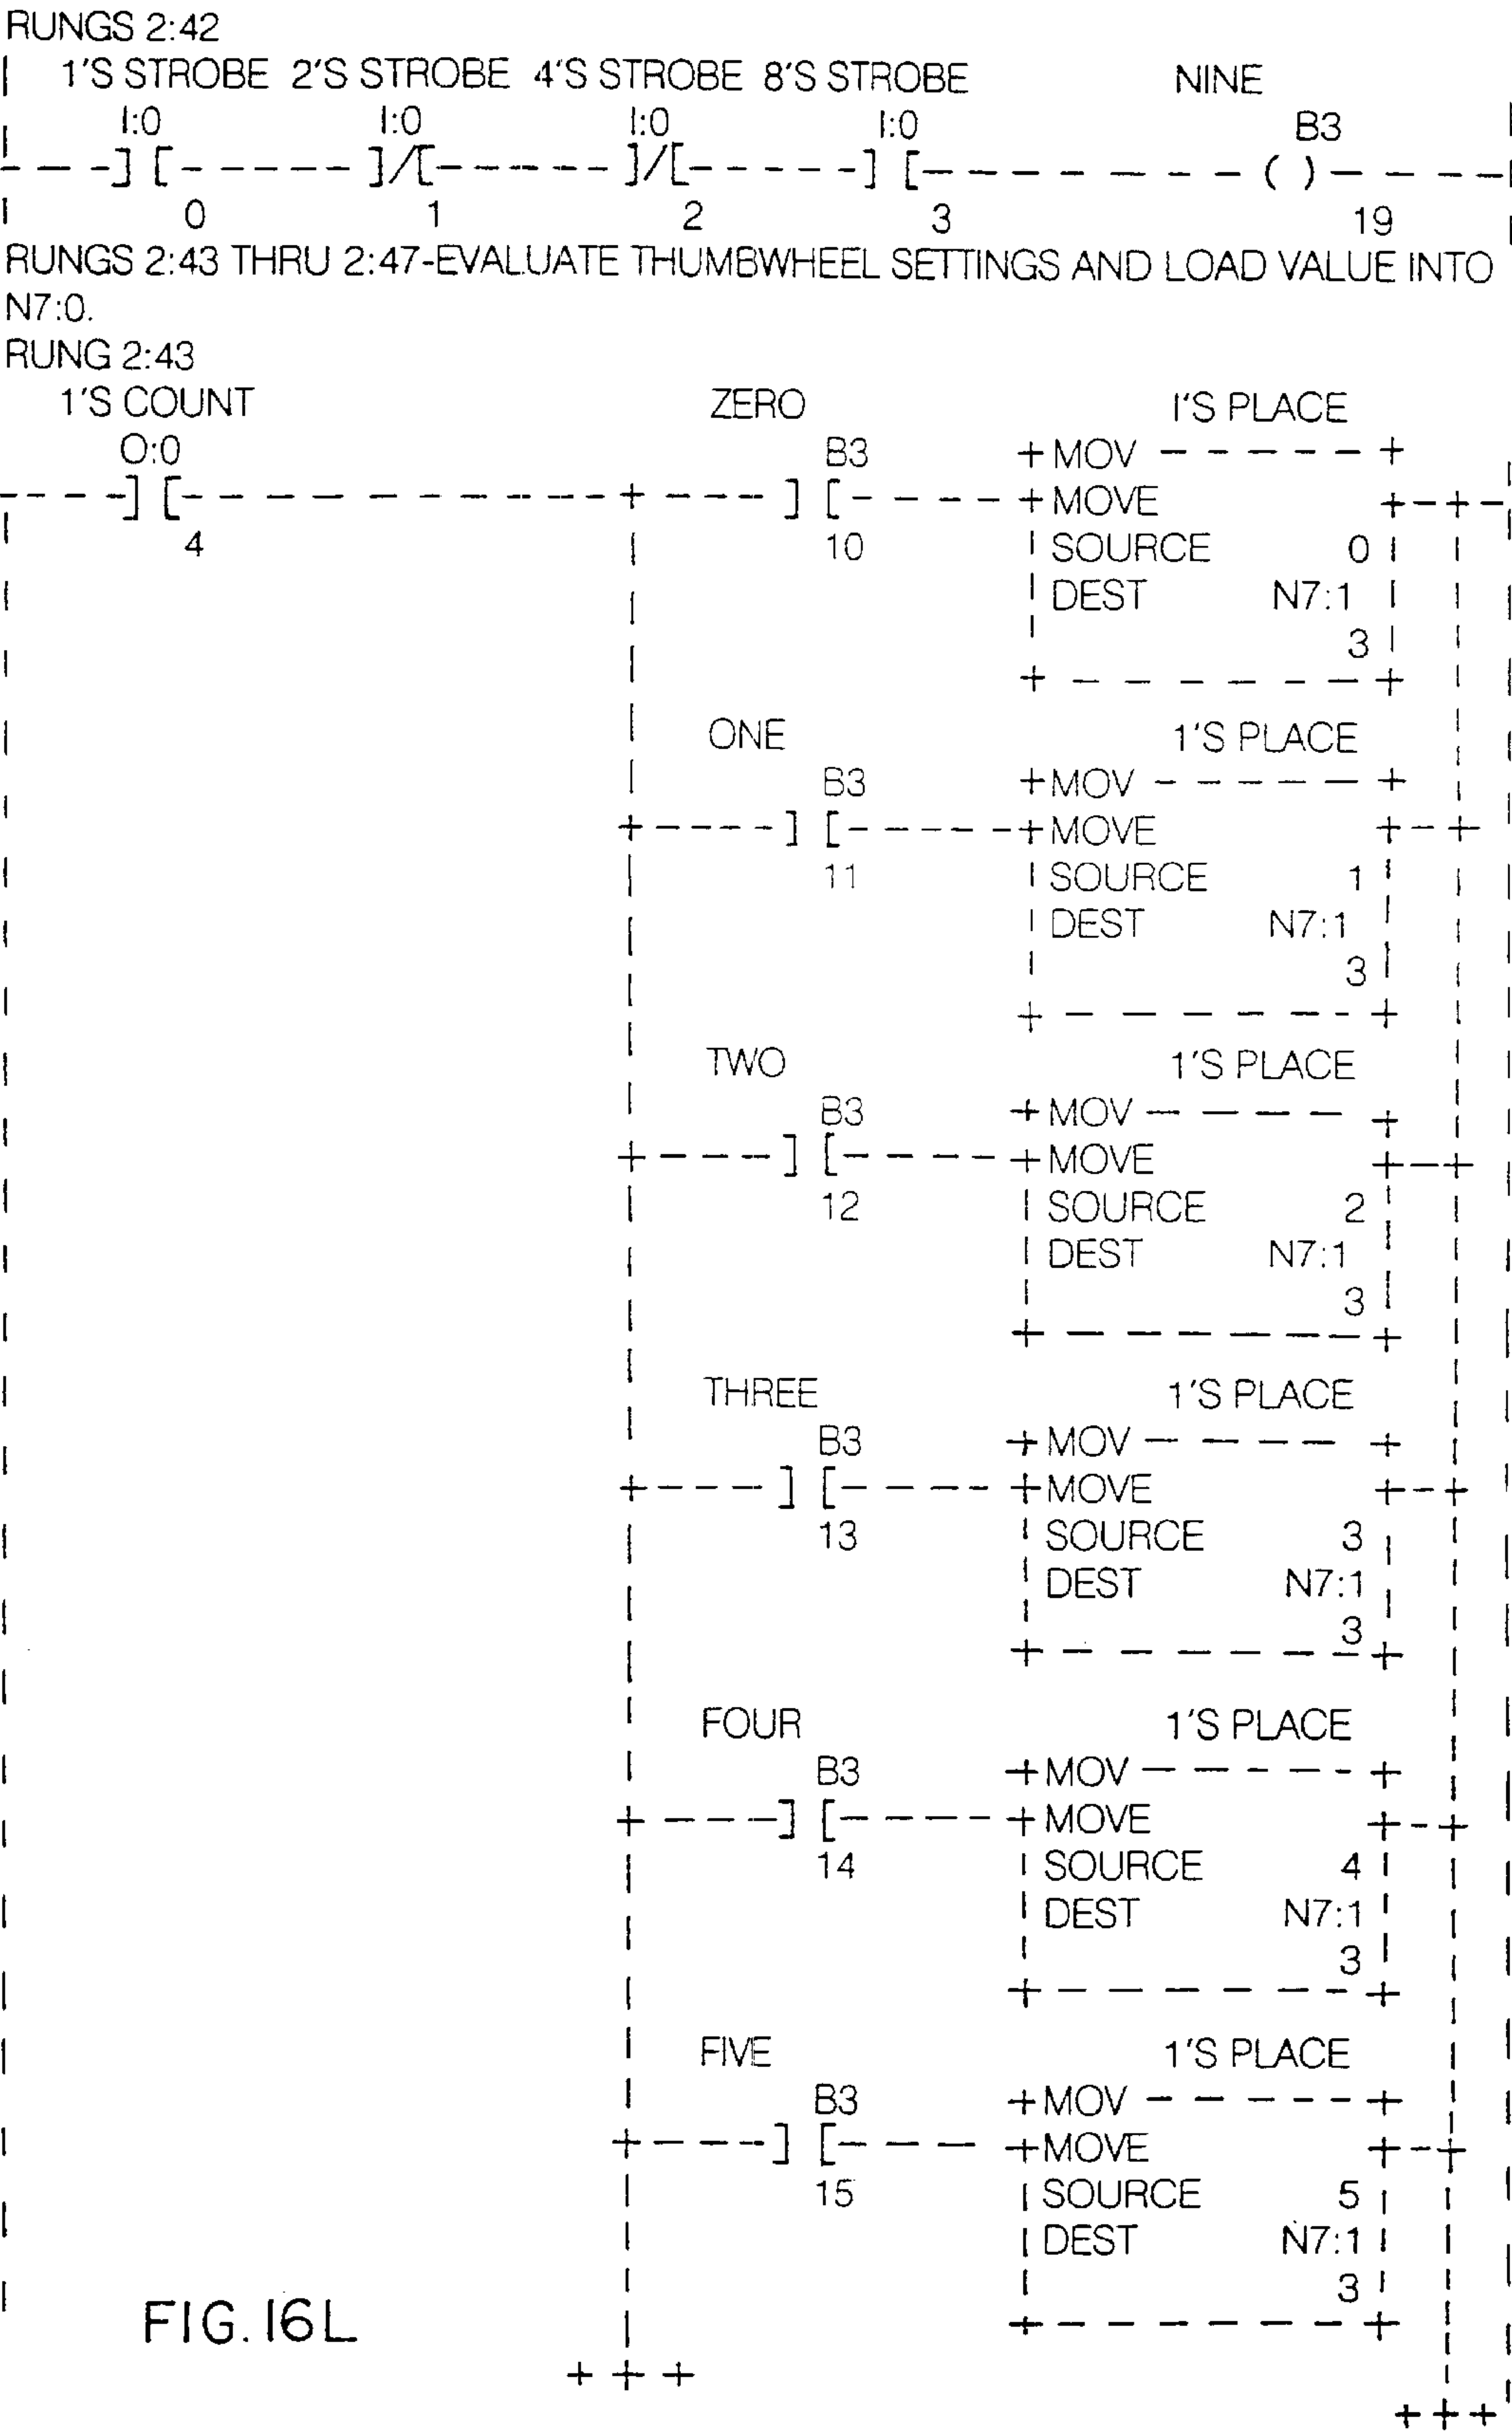 RUNGS 2:42
1'S STROBE 2'S STROBE 4'S STROBE 8'S STROBE NINE
I:0 I:0 I:0 I:0 B3
- - -] [- - - - - ]/[- - - - - ]/[- - - - -] [- - - - - - - - ( ) - - - -
0 1 2 3 19
RUNGS 2:43 THRU 2:47-EVALUATE THUMBWHEEL SETTINGS AND LOAD VALUE INTO
N7:0.
RUNG 2:43
1'S COUNT ZERO I'S PLACE
O:0 B3 +MOV - - - - - +
- - - -] [- - - - - - - - - - + - - - - ] [- - - - +MOVE +--+-
4 10 SOURCE 0
DEST N7:1
3
+ - - - - - - +
ONE 1'S PLACE
B3 +MOV - - - - - +
+- - - -] [- - - - -+MOVE +--+
11 SOURCE 1
DEST N7:1
3
+ - - - - - - +
TWO 1'S PLACE
B3 +MOV - - - - +
+- - - -] [- - - - -+MOVE +--+
12 SOURCE 2
DEST N7:1
3
+ - - - - - - +
THREE 1'S PLACE
B3 +MOV - - - - +
+- - - - ] [- - - - +MOVE +--+
13 SOURCE 3
DEST N7:1
3
+ - - - - - - +
FOUR 1'S PLACE
B3 +MOV - - - - - +
+ - - - -] [- - - - +MOVE +--+
14 SOURCE 4
DEST N7:1
3
+ - - - - - - +
FIVE 1'S PLACE
B3 +MOV - - - - - +
+- - - -] [- - - - +MOVE +--+
15 SOURCE 5
DEST N7:1
3
+ - - - - - - +
FIG. 16L
+ + +
+ + +